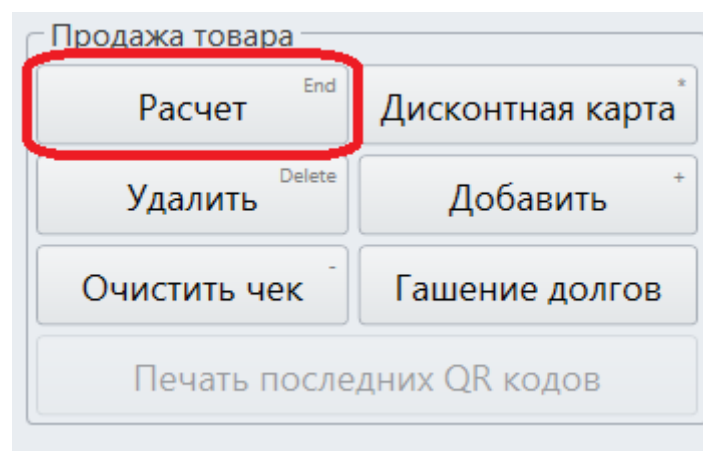 Продажа товара
Расчет End
Дисконтная карта *
Удалить Delete
Добавить +
Очистить чек -
Гашение долгов
Печать последних QR кодов